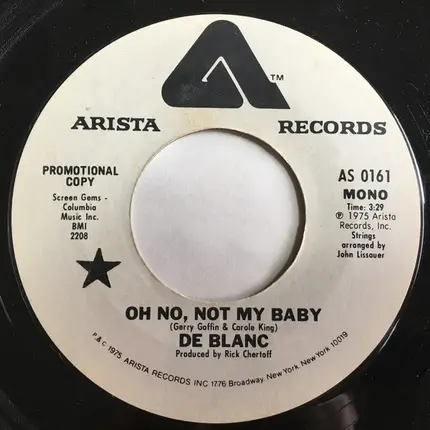 TM
ARISTA RECORDS
PROMOTIONAL
COPY
Screen Gems -
Columbia
Music Inc.
BMI
2208
AS 0161
MONO
Time: 3:29
℗ 1975 Arista
Records, Inc.
Strings
arranged by
John Lissauer
OH NO, NOT MY BABY
(Gerry Goffin & Carole King)
DE BLANC
Produced by Rick Chertoff
P.& C. 1975 ARISTA RECORDS INC 1776 Broadway, New York, New York 10019